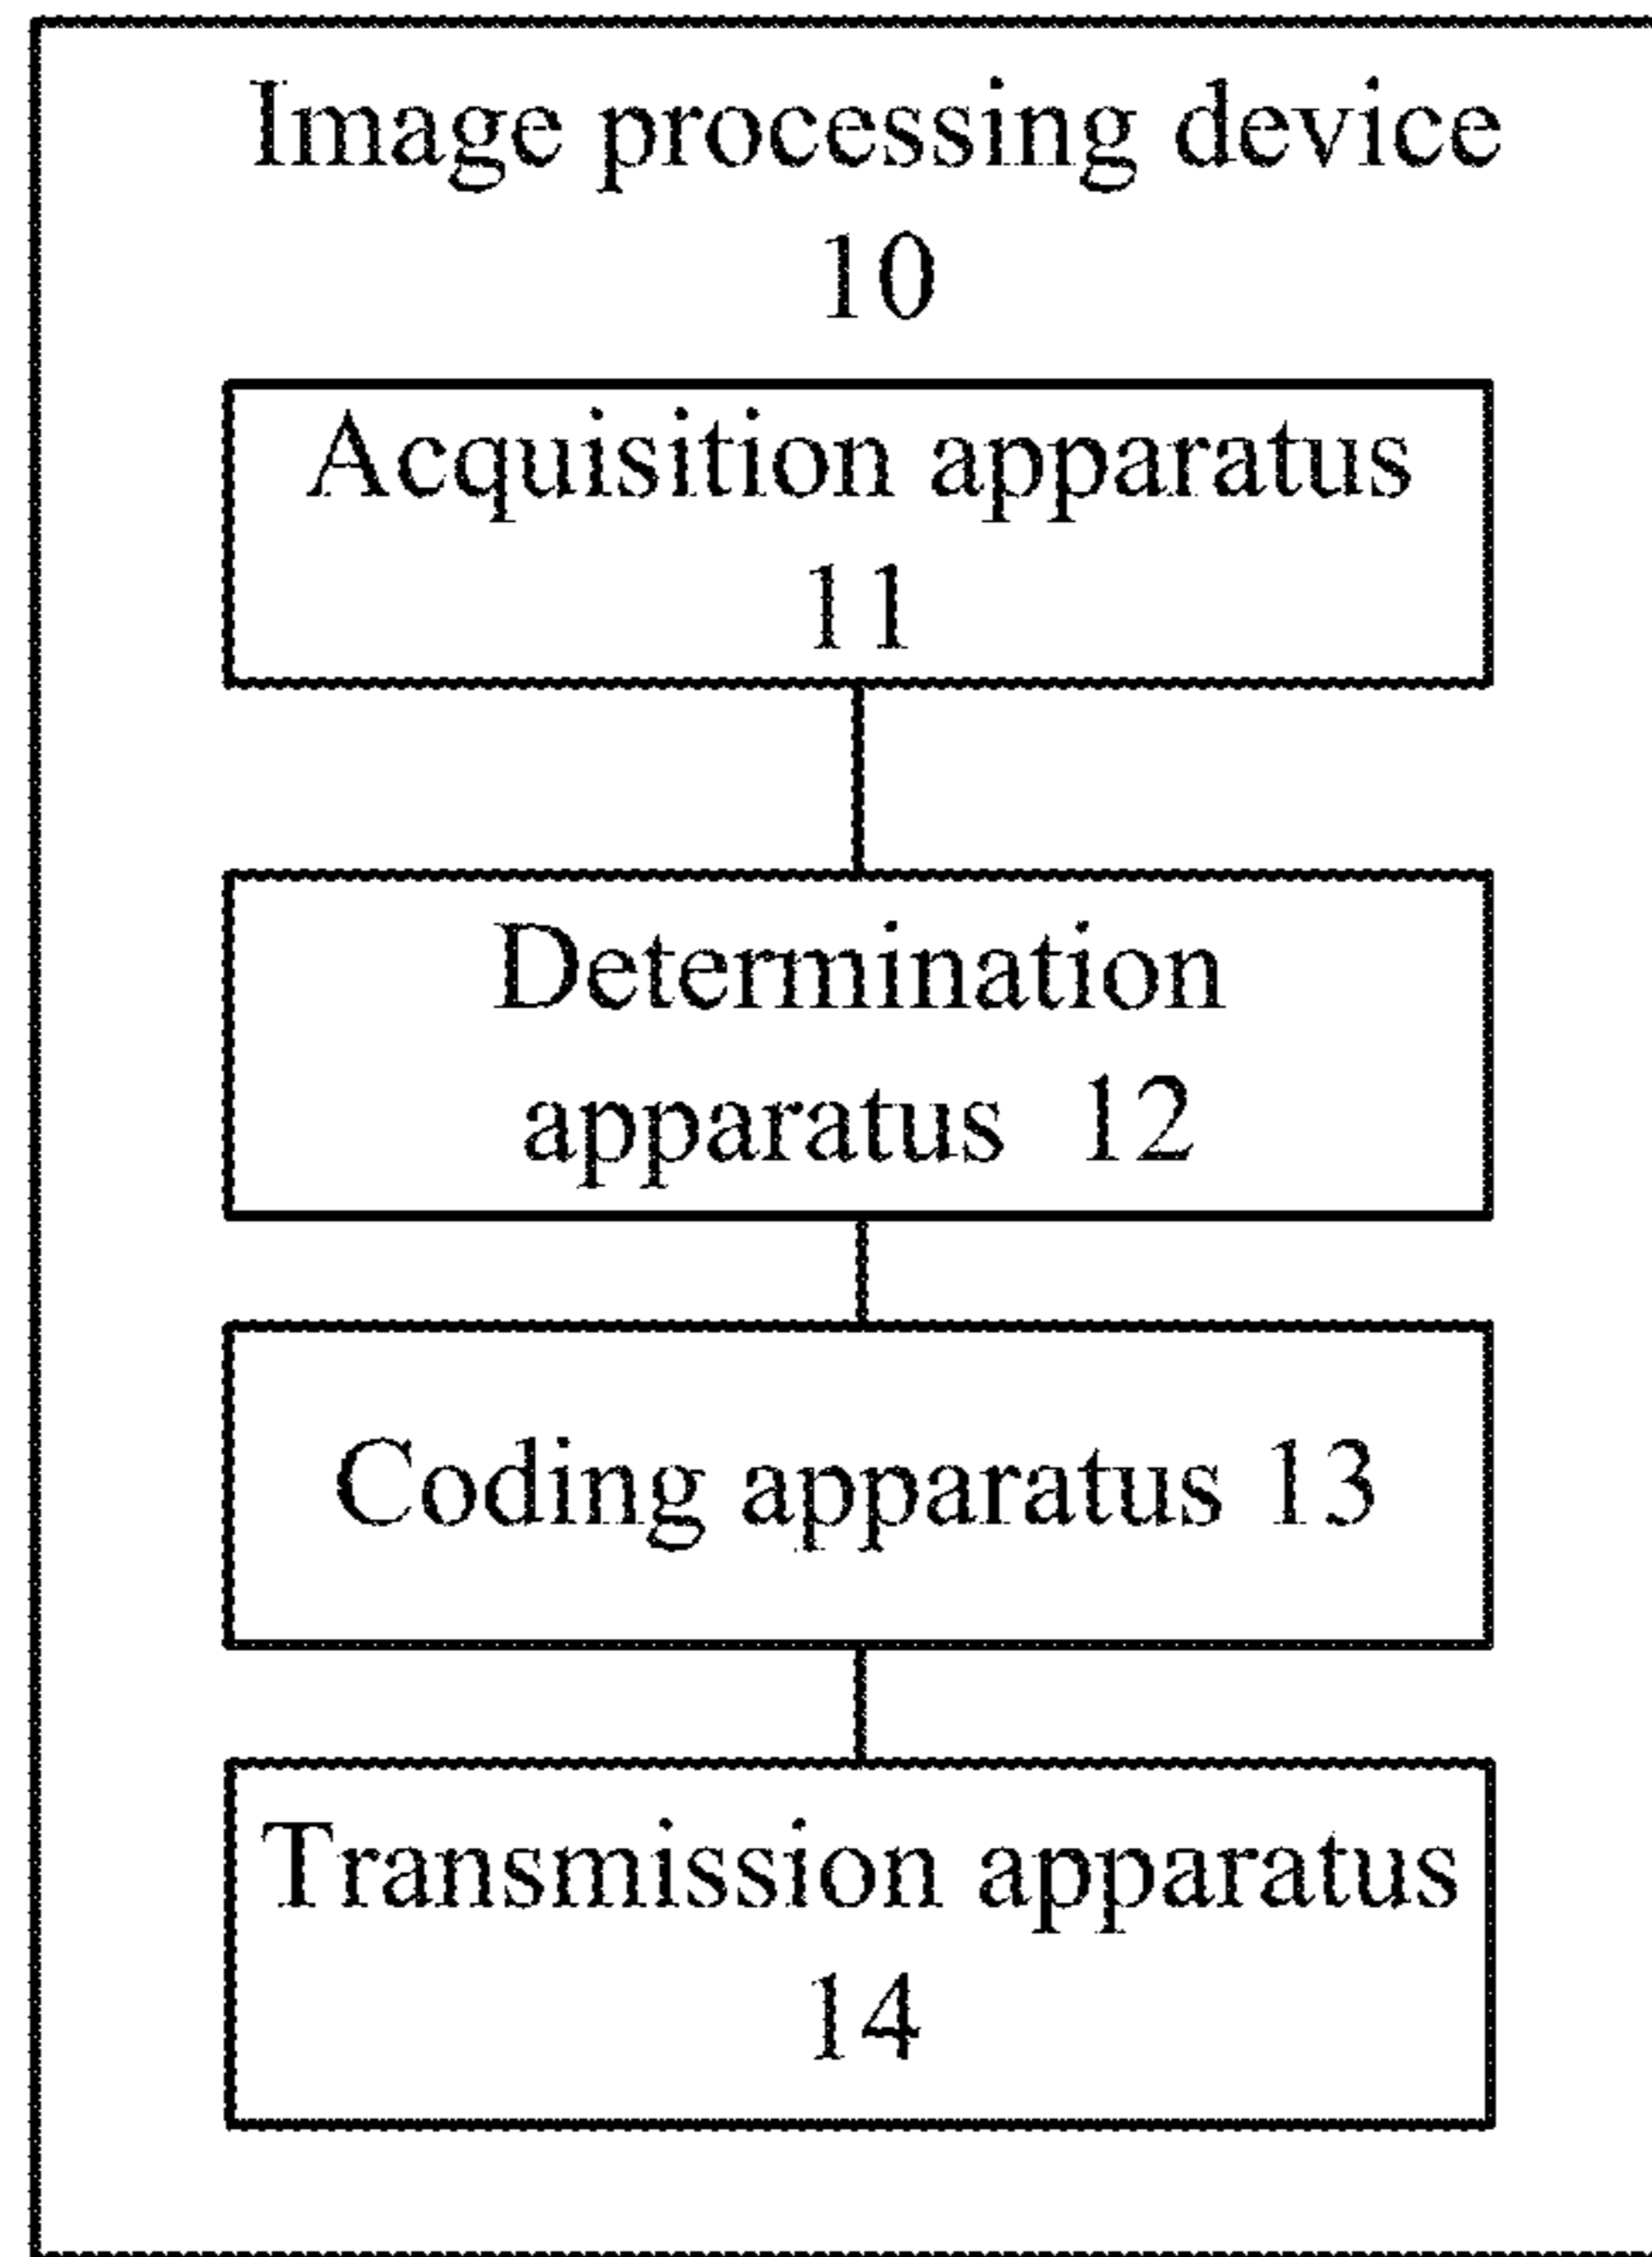 Image processing device
10
Acquisition apparatus
11
Determination
apparatus 12
Coding apparatus 13
Transmission apparatus
14